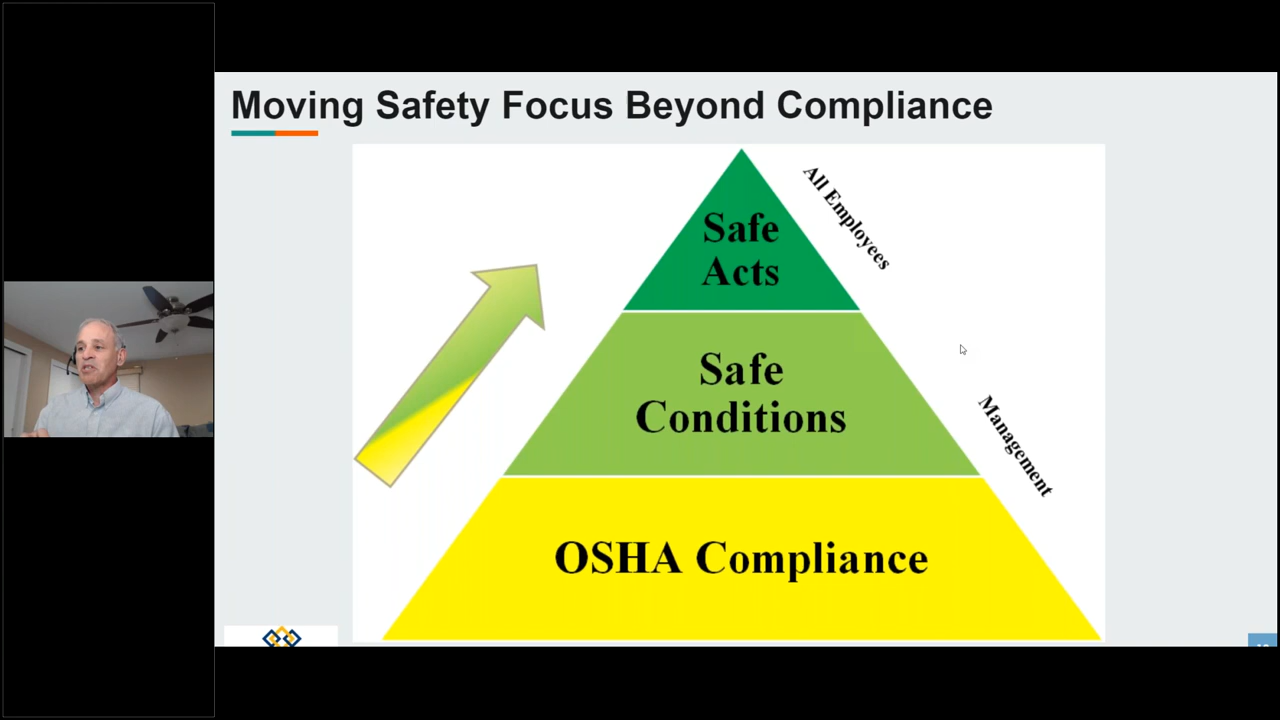 Moving Safety Focus Beyond Compliance
All Employees
Safe
Acts
Safe
Conditions
Management
OSHA Compliance